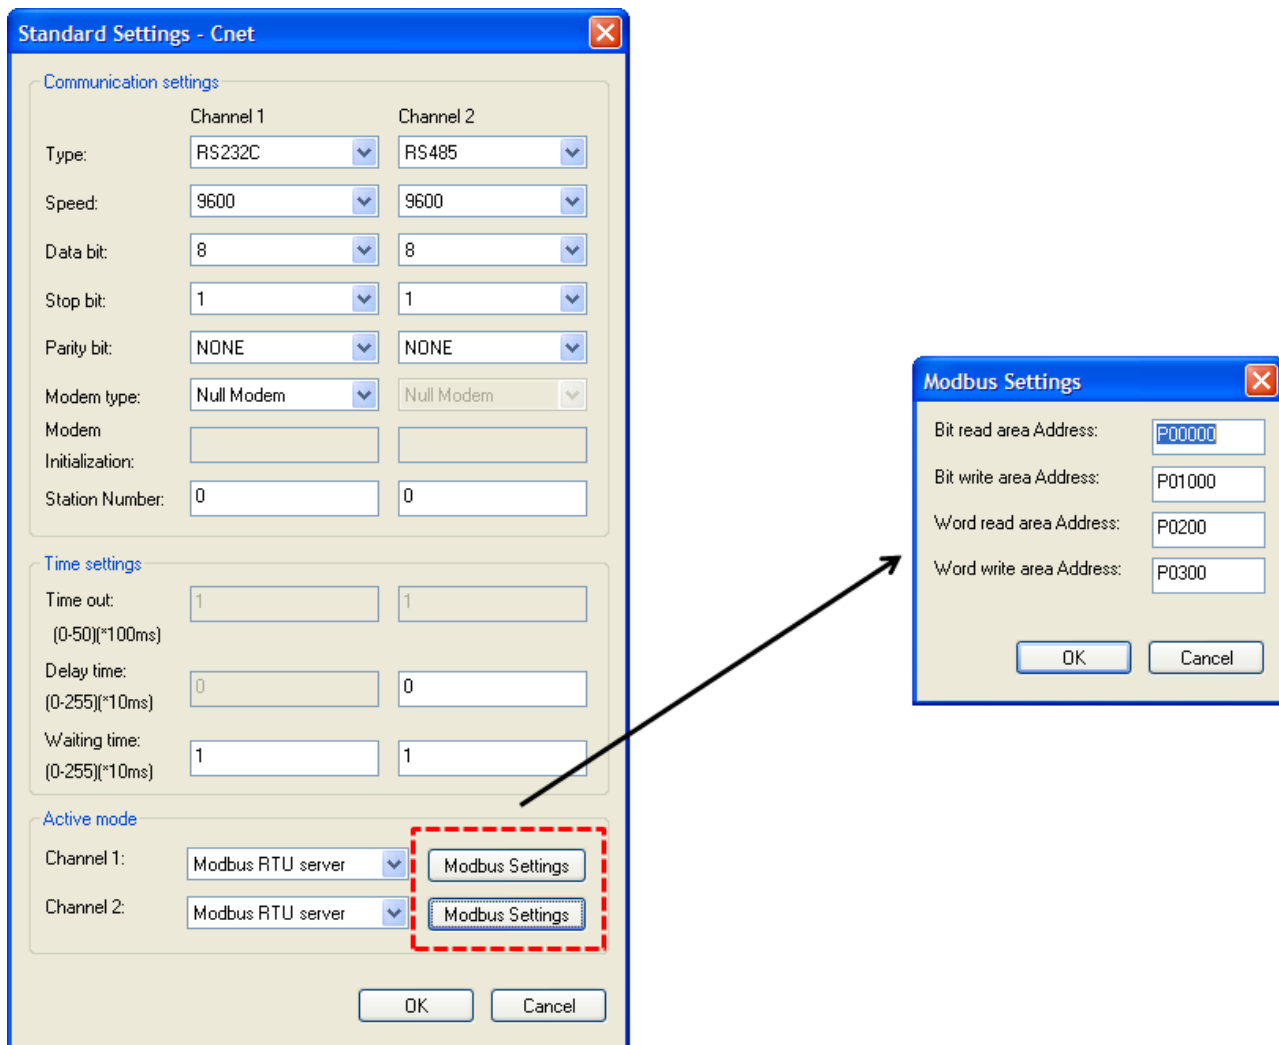 Standard Settings - Cnet
Communication settings
Channel 1 Channel 2
Type: RS232C RS485
Speed: 9600 9600
Data bit: 8 8
Stop bit: 1 1
Parity bit: NONE NONE
Modem type: Null Modem Null Modem
Modem
Initialization:
Station Number: 0 0
Time settings
Time out: 1 1
(0-50)(*100ms)
Delay time: 0 0
(0-255)(*10ms)
Waiting time: 1 1
(0-255)(*10ms)
Active mode
Channel 1: Modbus RTU server Modbus Settings
Channel 2: Modbus RTU server Modbus Settings
OK Cancel
Modbus Settings
Bit read area Address: P00000
Bit write area Address: P01000
Word read area Address: P0200
Word write area Address: P0300
OK Cancel